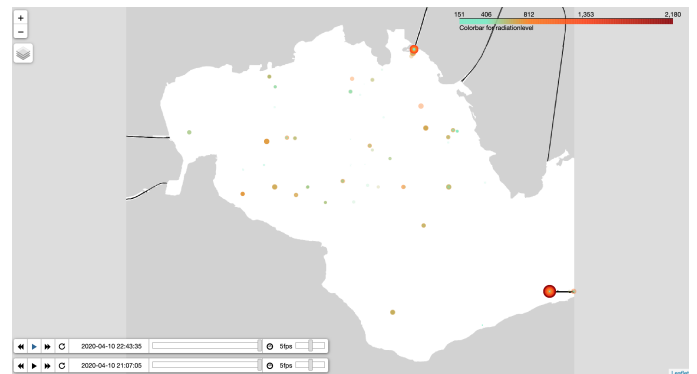 +
−
151 406 812 1,353 2,180
Colorbar for radiationlevel
2020-04-10 22:43:35 5fps
2020-04-10 21:07:05 5fps